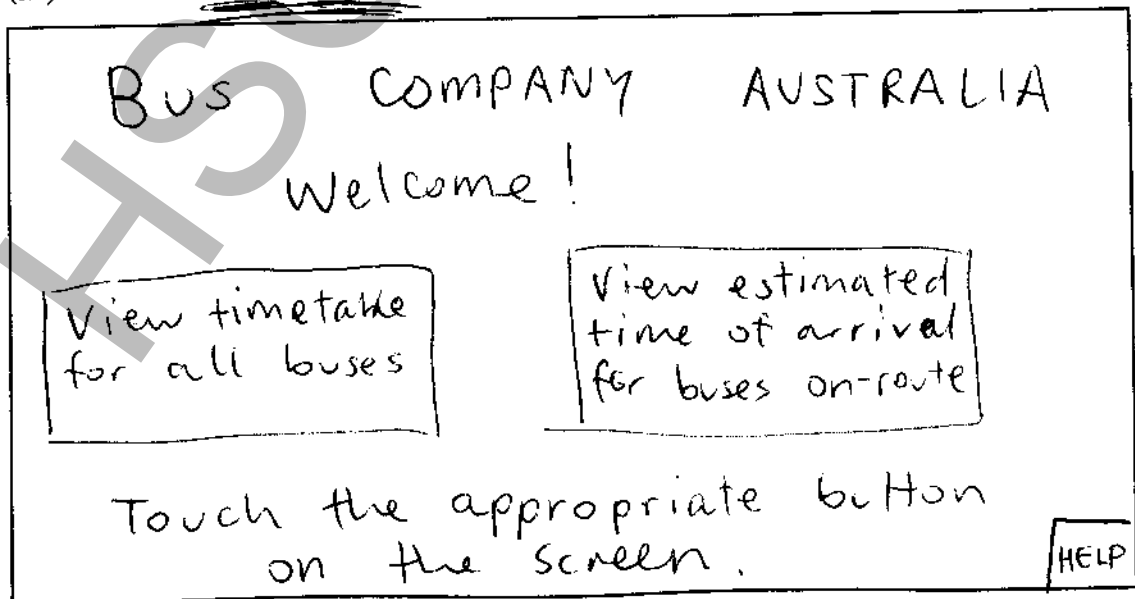 Bus COMPANY AUSTRALIA
Welcome!
View timetable
for all buses
View estimated
time of arrival
for buses on-route
Touch the appropriate button
on the screen.
HELP
HSC